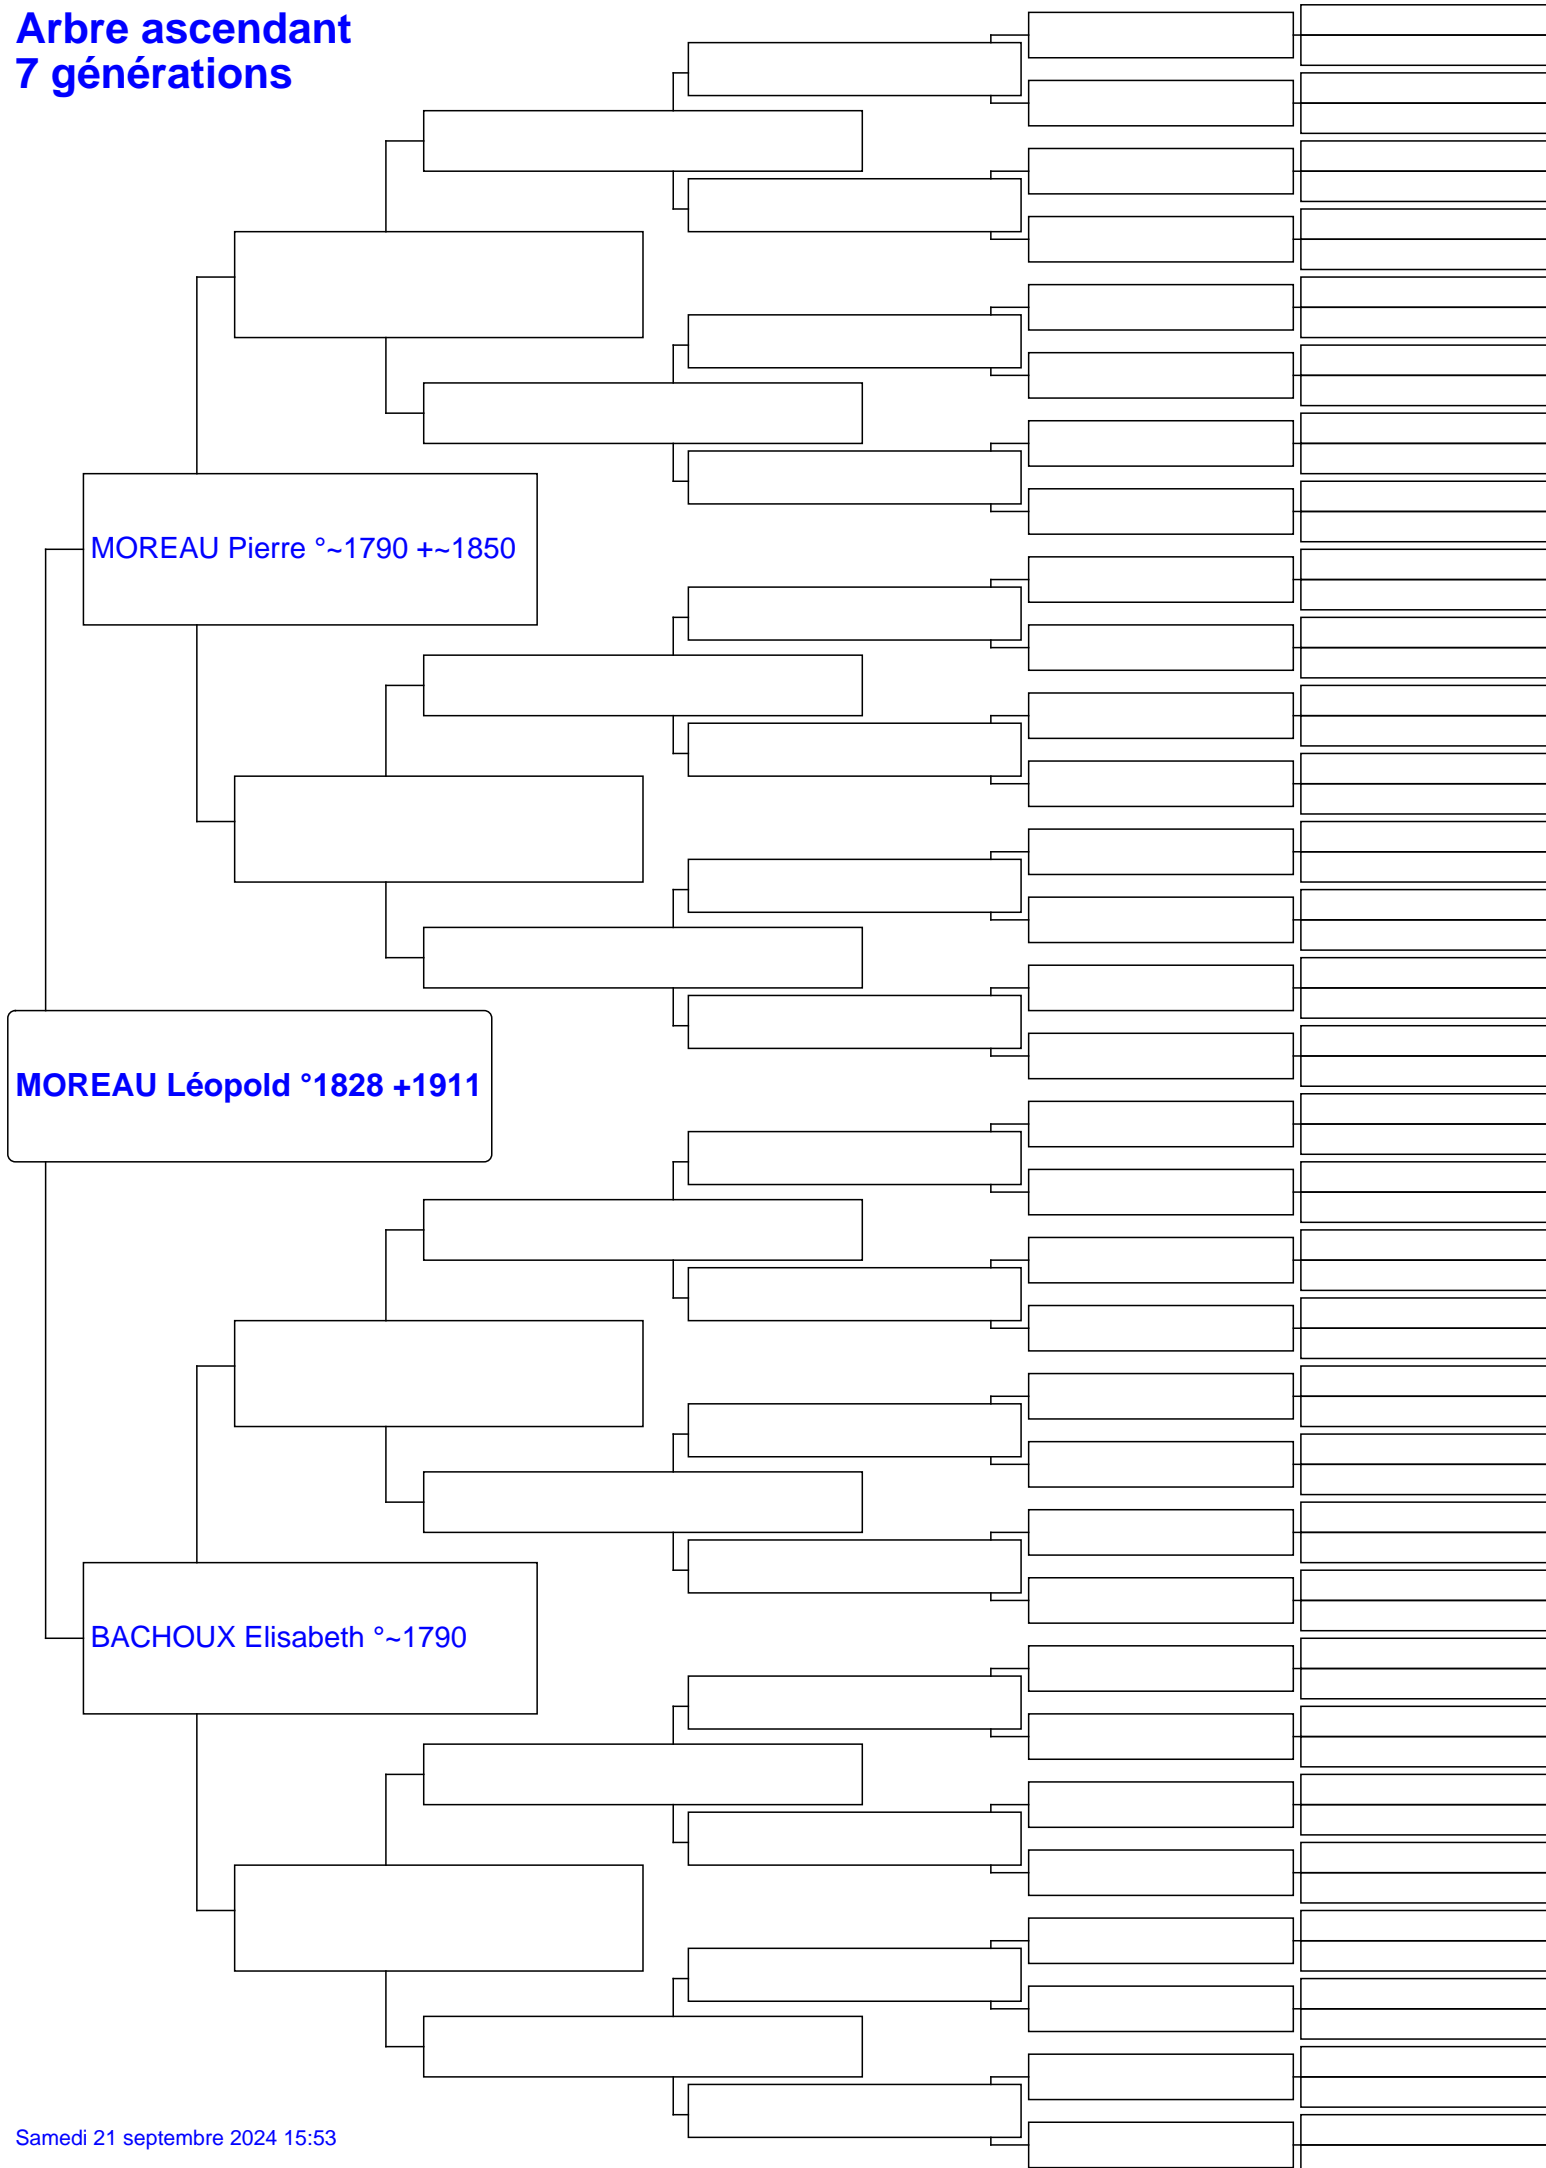 Arbre ascendant
7 générations
MOREAU Pierre °~1790 +~1850
MOREAU Léopold °1828 +1911
BACHOUX Elisabeth °~1790
Samedi 21 septembre 2024 15:53